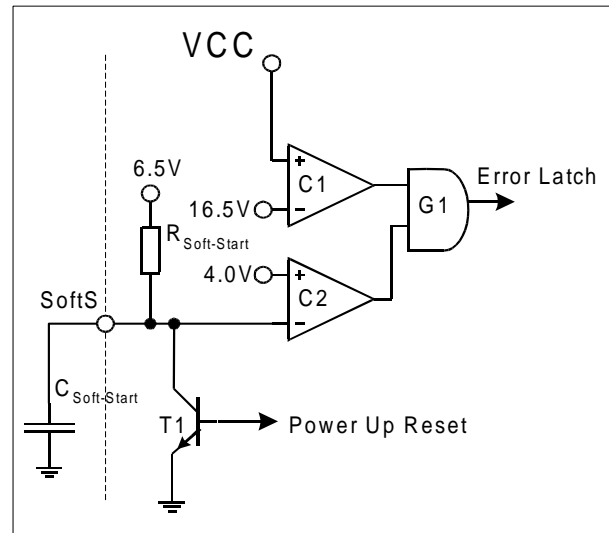 VCC
6.5V
+
C1
16.5V
-
Error Latch
G1
R Soft-Start
4.0V
+
C2
-
SoftS
C Soft-Start
T1
Power Up Reset